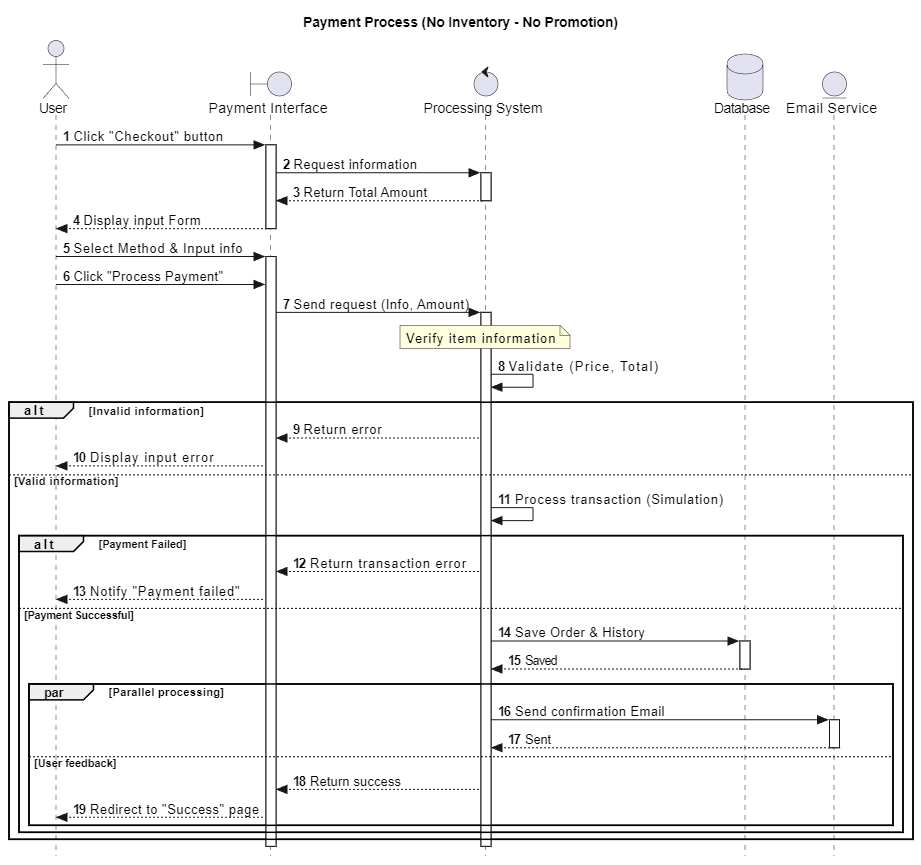 Payment Process (No Inventory - No Promotion)
User
Payment Interface
Processing System
Database
Email Service
1 Click "Checkout" button
2 Request information
3 Return Total Amount
4 Display input Form
5 Select Method & Input info
6 Click "Process Payment"
7 Send request (Info, Amount)
Verify item information
8 Validate (Price, Total)
alt [Invalid information]
9 Return error
10 Display input error
[Valid information]
11 Process transaction (Simulation)
alt [Payment Failed]
12 Return transaction error
13 Notify "Payment failed"
[Payment Successful]
14 Save Order & History
15 Saved
par [Parallel processing]
16 Send confirmation Email
17 Sent
[User feedback]
18 Return success
19 Redirect to "Success" page